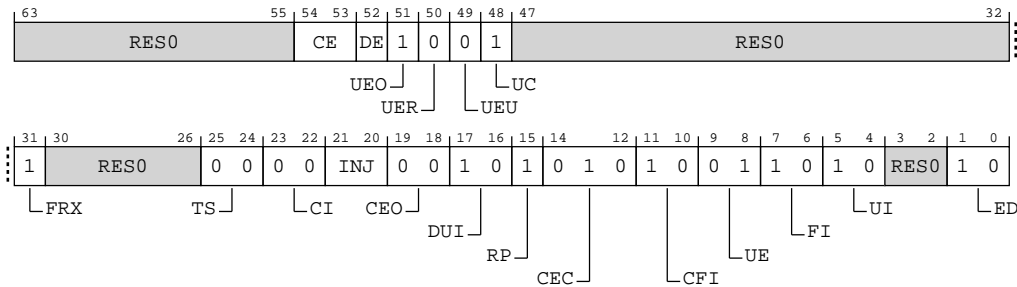 63 55 54 53 52 51 50 49 48 47 32
RES0 CE DE 1 0 0 1 RES0
UEO UC
UER UEU
31 30 26 25 24 23 22 21 20 19 18 17 16 15 14 12 11 10 9 8 7 6 5 4 3 2 1 0
1 RES0 0 0 0 0 INJ 0 0 1 0 1 0 1 0 1 0 0 1 1 0 1 0 RES0 1 0
FRX TS CI CEO UI ED
DUI FI
RP UE
CEC CFI